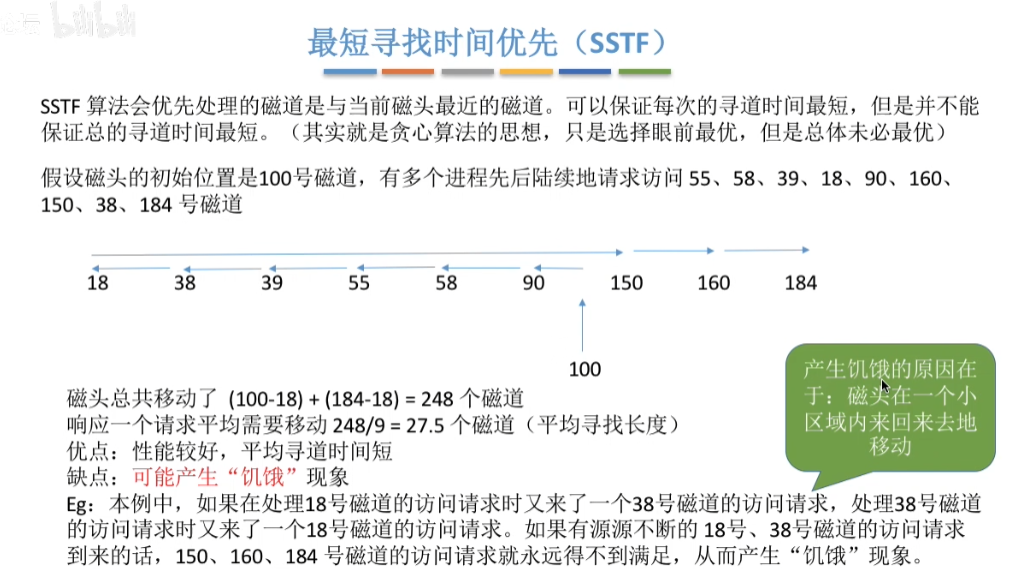 bilibili
最短寻找时间优先（SSTF）
SSTF 算法会优先处理的磁道是与当前磁头最近的磁道。可以保证每次的寻道时间最短，但是并不能
保证总的寻道时间最短。（其实就是贪心算法的思想，只是选择眼前最优，但是总体未必最优）
假设磁头的初始位置是100号磁道，有多个进程先后陆续地请求访问 55、58、39、18、90、160、
150、38、184 号磁道
18 38 39 55 58 90 150 160 184
100
磁头总共移动了 (100-18) + (184-18) = 248 个磁道
响应一个请求平均需要移动 248/9 = 27.5 个磁道（平均寻找长度）
优点：性能较好，平均寻道时间短
缺点：可能产生“饥饿”现象
Eg：本例中，如果在处理18号磁道的访问请求时又来了一个38号磁道的访问请求，处理38号磁道
的访问请求时又来了一个18号磁道的访问请求。如果有源源不断的 18号、38号磁道的访问请求
到来的话，150、160、184 号磁道的访问请求就永远得不到满足，从而产生“饥饿”现象。
产生饥饿的原因在
于：磁头在一个小
区域内来回来去地
移动